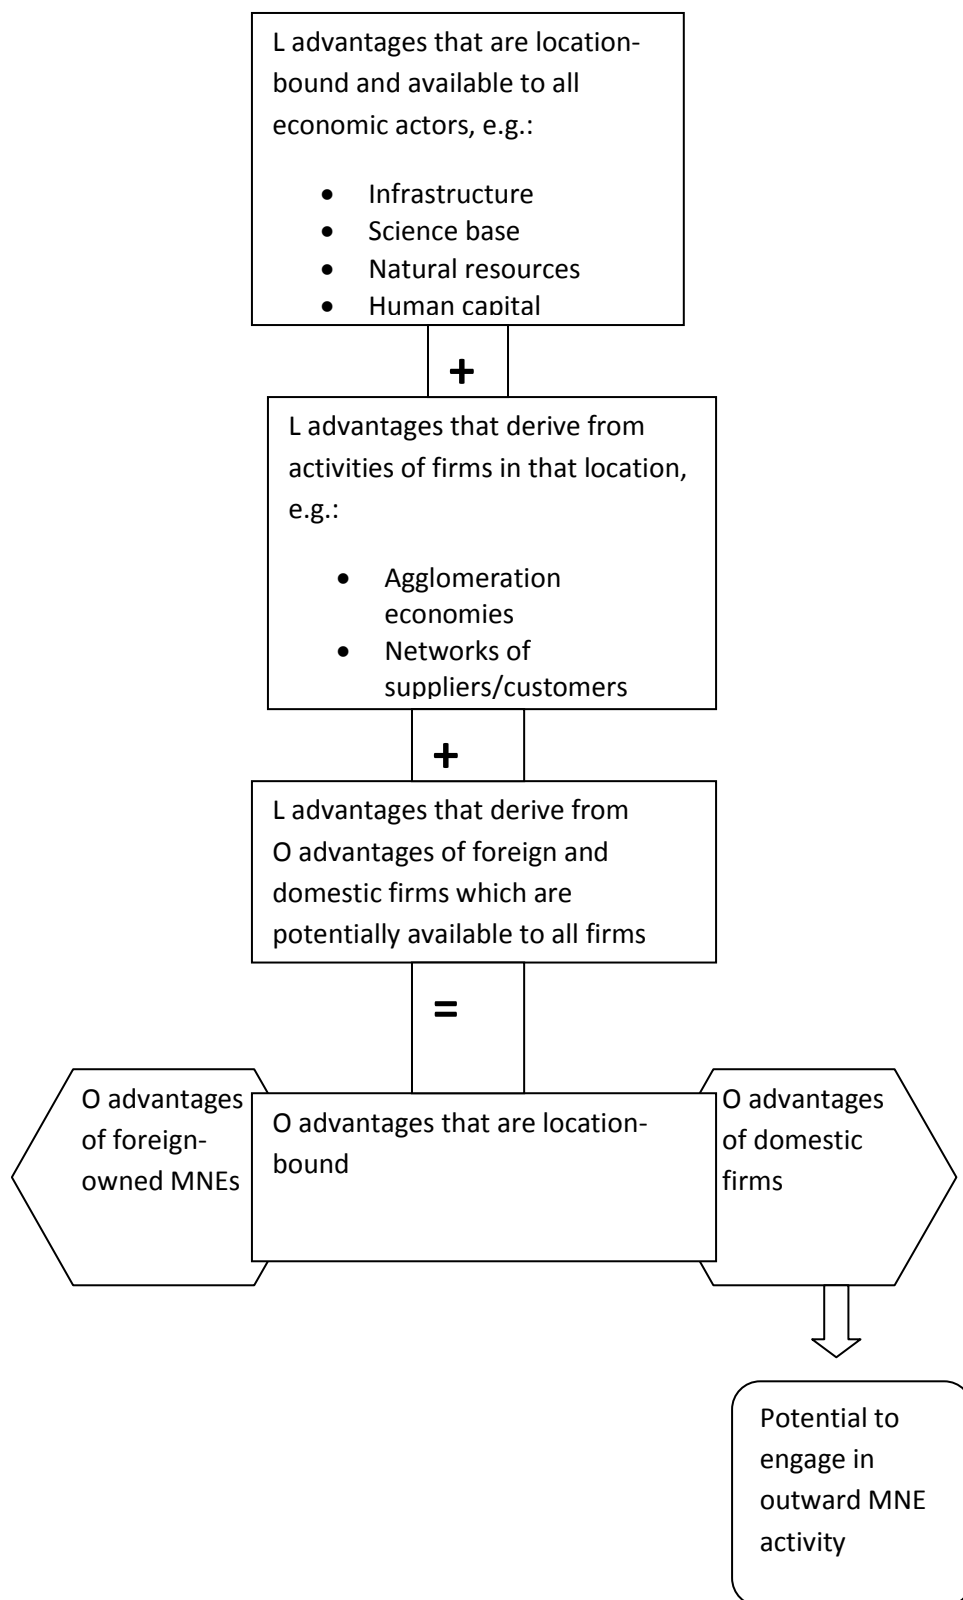 L advantages that are location-
bound and available to all
economic actors, e.g.:
• Infrastructure
• Science base
• Natural resources
• Human capital
+
L advantages that derive from
activities of firms in that location,
e.g.:
• Agglomeration
economies
• Networks of
suppliers/customers
+
L advantages that derive from
O advantages of foreign and
domestic firms which are
potentially available to all firms
=
O advantages
of foreign-
owned MNEs
O advantages that are location-
bound
O advantages
of domestic
firms
Potential to
engage in
outward MNE
activity